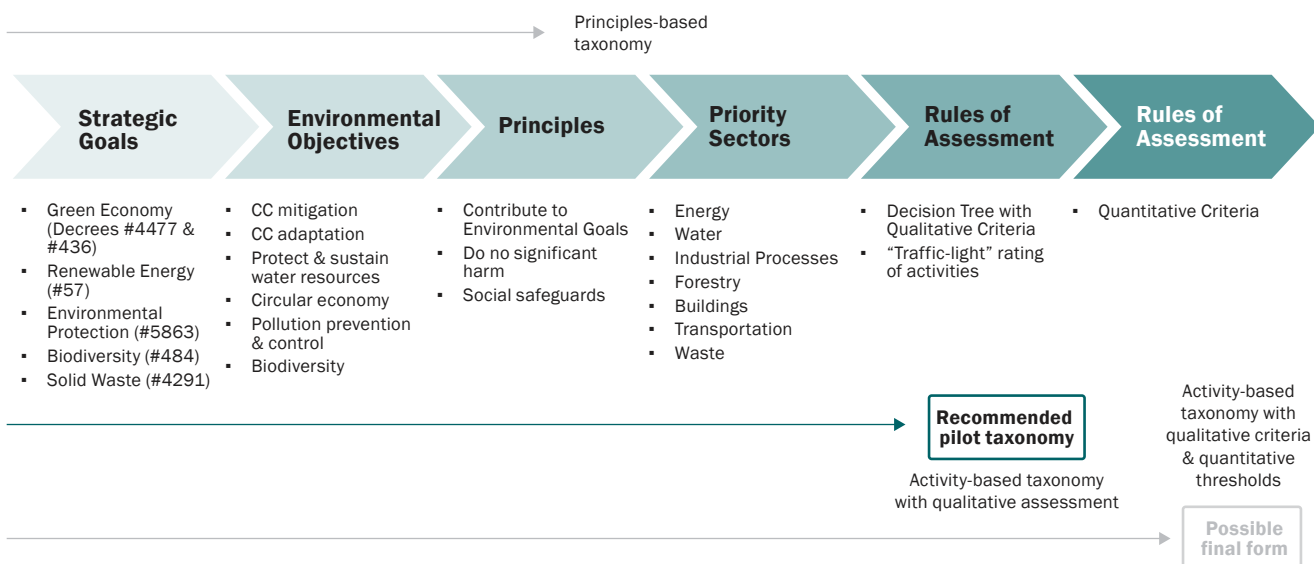 Principles-based
taxonomy
Strategic
Goals
Environmental
Objectives
Principles
Priority
Sectors
Rules of
Assessment
Rules of
Assessment
▪ Green Economy
(Decrees #4477 &
#436)
▪ Renewable Energy
(#57)
▪ Environmental
Protection (#5863)
▪ Biodiversity (#484)
▪ Solid Waste (#4291)
▪ CC mitigation
▪ CC adaptation
▪ Protect & sustain
water resources
▪ Circular economy
▪ Pollution prevention
& control
▪ Biodiversity
▪ Contribute to
Environmental Goals
▪ Do no significant
harm
▪ Social safeguards
▪ Energy
▪ Water
▪ Industrial Processes
▪ Forestry
▪ Buildings
▪ Transportation
▪ Waste
▪ Decision Tree with
Qualitative Criteria
▪ “Traffic-light” rating
of activities
▪ Quantitative Criteria
Recommended
pilot taxonomy
Activity-based taxonomy
with qualitative assessment
Activity-based
taxonomy with
qualitative criteria
& quantitative
thresholds
Possible
final form